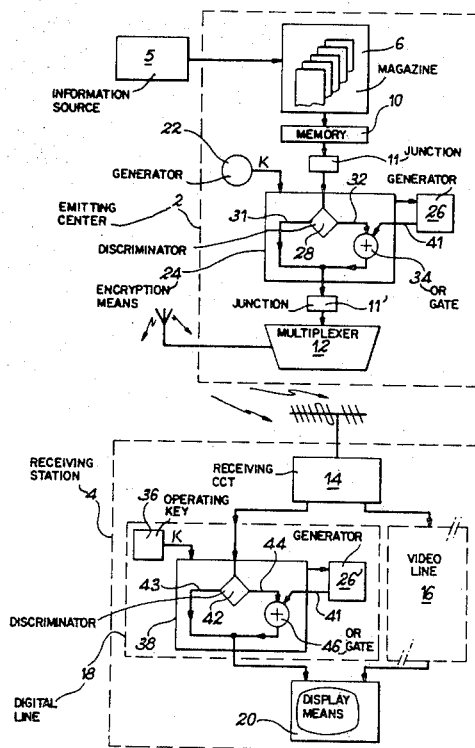 5
INFORMATION
SOURCE
6
MAGAZINE
MEMORY
10
11
JUNCTION
22
GENERATOR
K
32
GENERATOR
26
EMITTING
CENTER
2
31
41
DISCRIMINATOR
28
24
34
OR
GATE
ENCRYPTION
MEANS
JUNCTION
11'
MULTIPLEXER
12
RECEIVING
STATION
4
RECEIVING
CCT
14
36
OPERATING
KEY
K
GENERATOR
43
44
26'
41
VIDEO
LINE
16
DISCRIMINATOR
42
38
46
OR
GATE
18
DIGITAL
LINE
DISPLAY
MEANS
20